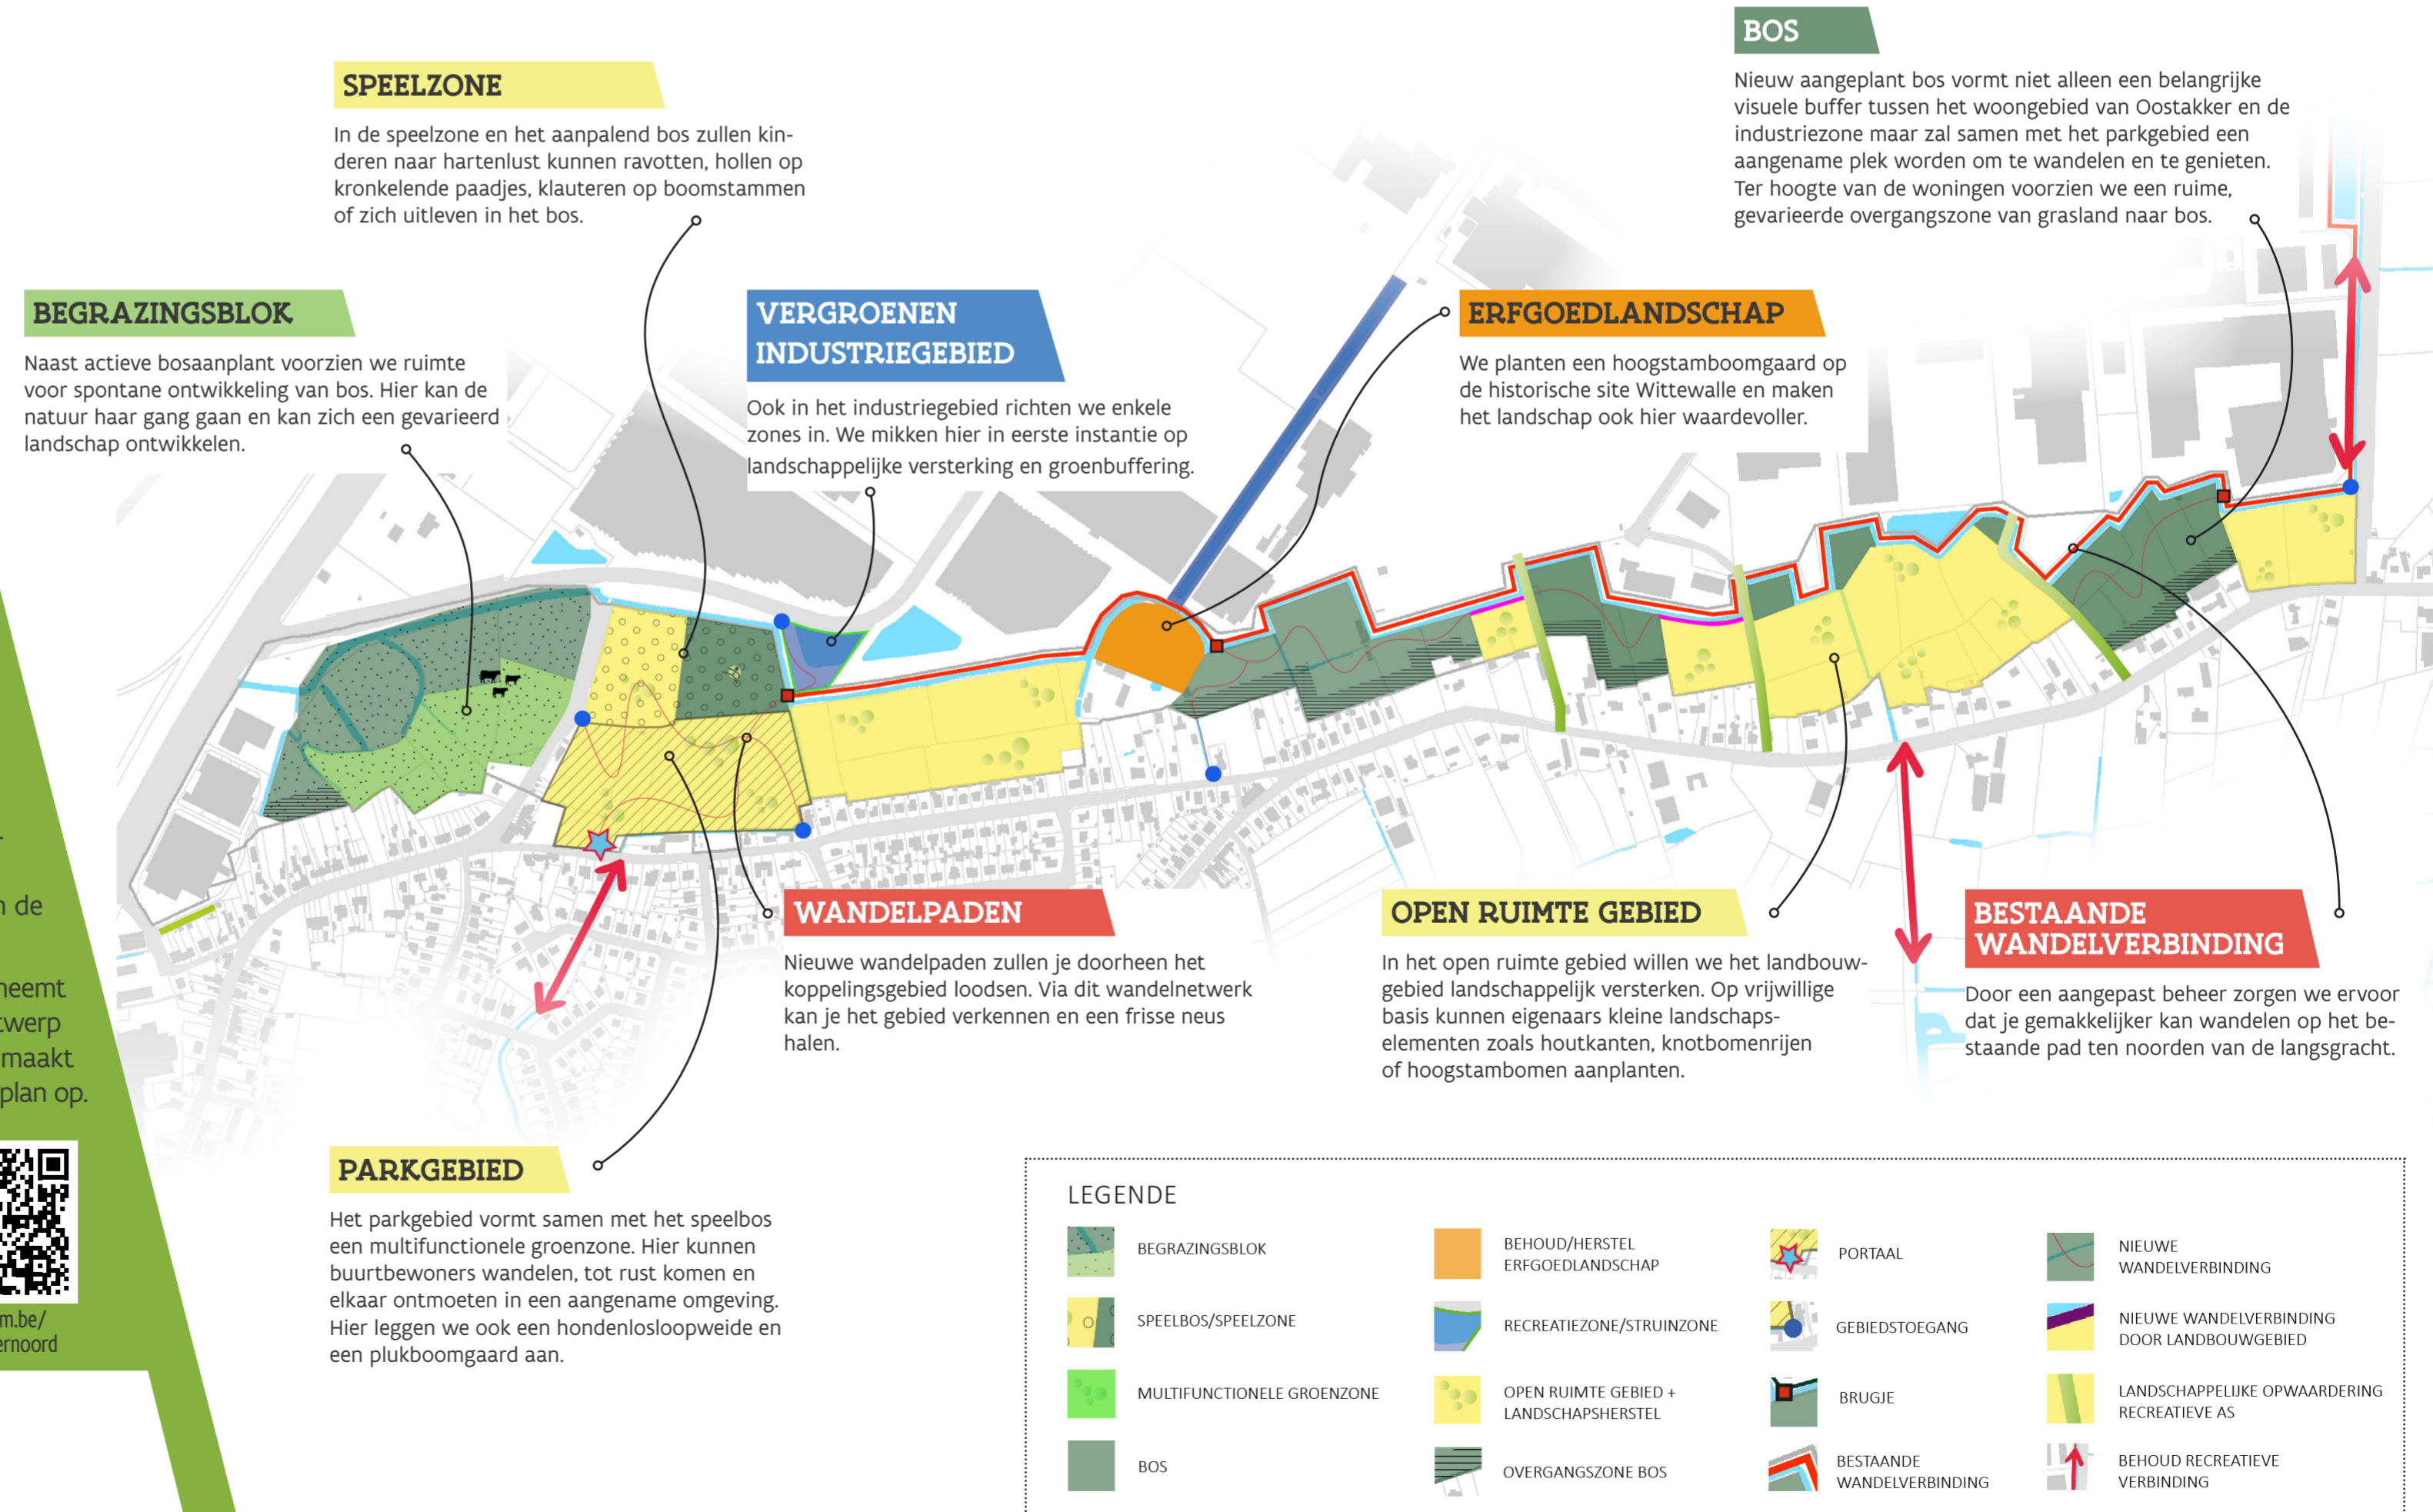 BOS
Nieuw aangeplant bos vormt niet alleen een belangrijke
visuele buffer tussen het woongebied van Oostakker en de
industriezone maar zal samen met het parkgebied een
aangename plek worden om te wandelen en te genieten.
Ter hoogte van de woningen voorzien we een ruime,
gevarieerde overgangszone van grasland naar bos.
SPEELZONE
In de speelzone en het aanpalend bos zullen kin-
deren naar hartenlust kunnen ravotten, hollen op
kronkelende paadjes, klauteren op boomstammen
of zich uitleven in het bos.
BEGRAZINGSBLOK
Naast actieve bosaanplant voorzien we ruimte
voor spontane ontwikkeling van bos. Hier kan de
natuur haar gang gaan en kan zich een gevarieerd
landschap ontwikkelen.
VERGROENEN
INDUSTRIEGEBIED
Ook in het industriegebied richten we enkele
zones in. We mikken hier in eerste instantie op
landschappelijke versterking en groenbuffering.
ERFGOEDLANDSCHAP
We planten een hoogstamboomgaard op
de historische site Wittewalle en maken
het landschap ook hier waardevoller.
n de
neemt
twerp
maakt
plan op.
m.be/
ernoord
WANDELPADEN
Nieuwe wandelpaden zullen je doorheen het
koppelingsgebied loodsen. Via dit wandelnetwerk
kan je het gebied verkennen en een frisse neus
halen.
OPEN RUIMTE GEBIED
In het open ruimte gebied willen we het landbouw-
gebied landschappelijk versterken. Op vrijwillige
basis kunnen eigenaars kleine landschaps-
elementen zoals houtkanten, knotbomenrijen
of hoogstambomen aanplanten.
BESTAANDE
WANDELVERBINDING
Door een aangepast beheer zorgen we ervoor
dat je gemakkelijker kan wandelen op het be-
staande pad ten noorden van de langsgracht.
PARKGEBIED
Het parkgebied vormt samen met het speelbos
een multifunctionele groenzone. Hier kunnen
buurtbewoners wandelen, tot rust komen en
elkaar ontmoeten in een aangename omgeving.
Hier leggen we ook een hondenlosloopweide en
een plukboomgaard aan.
LEGENDE
BEGRAZINGSBLOK
SPEELBOS/SPEELZONE
MULTIFUNCTIONELE GROENZONE
BOS
BEHOUD/HERSTEL
ERFGOEDLANDSCHAP
RECREATIEZONE/STRUINZONE
OPEN RUIMTE GEBIED +
LANDSCHAPSHERSTEL
OVERGANGSZONE BOS
PORTAAL
GEBIEDSTOEGANG
BRUGJE
BESTAANDE
WANDELVERBINDING
NIEUWE
WANDELVERBINDING
NIEUWE WANDELVERBINDING
DOOR LANDBOUWGEBIED
LANDSCHAPPELIJKE OPWAARDERING
RECREATIEVE AS
BEHOUD RECREATIEVE
VERBINDING